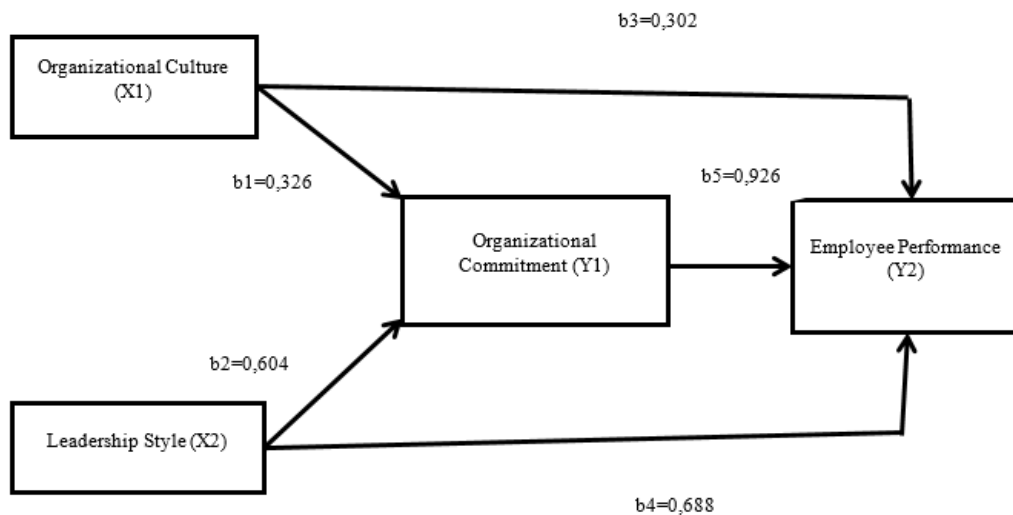 b3=0,302
Organizational Culture
(X1)
b1=0,326
b5=0,926
Organizational
Commitment (Y1)
Employee Performance
(Y2)
b2=0,604
Leadership Style (X2)
b4=0,688